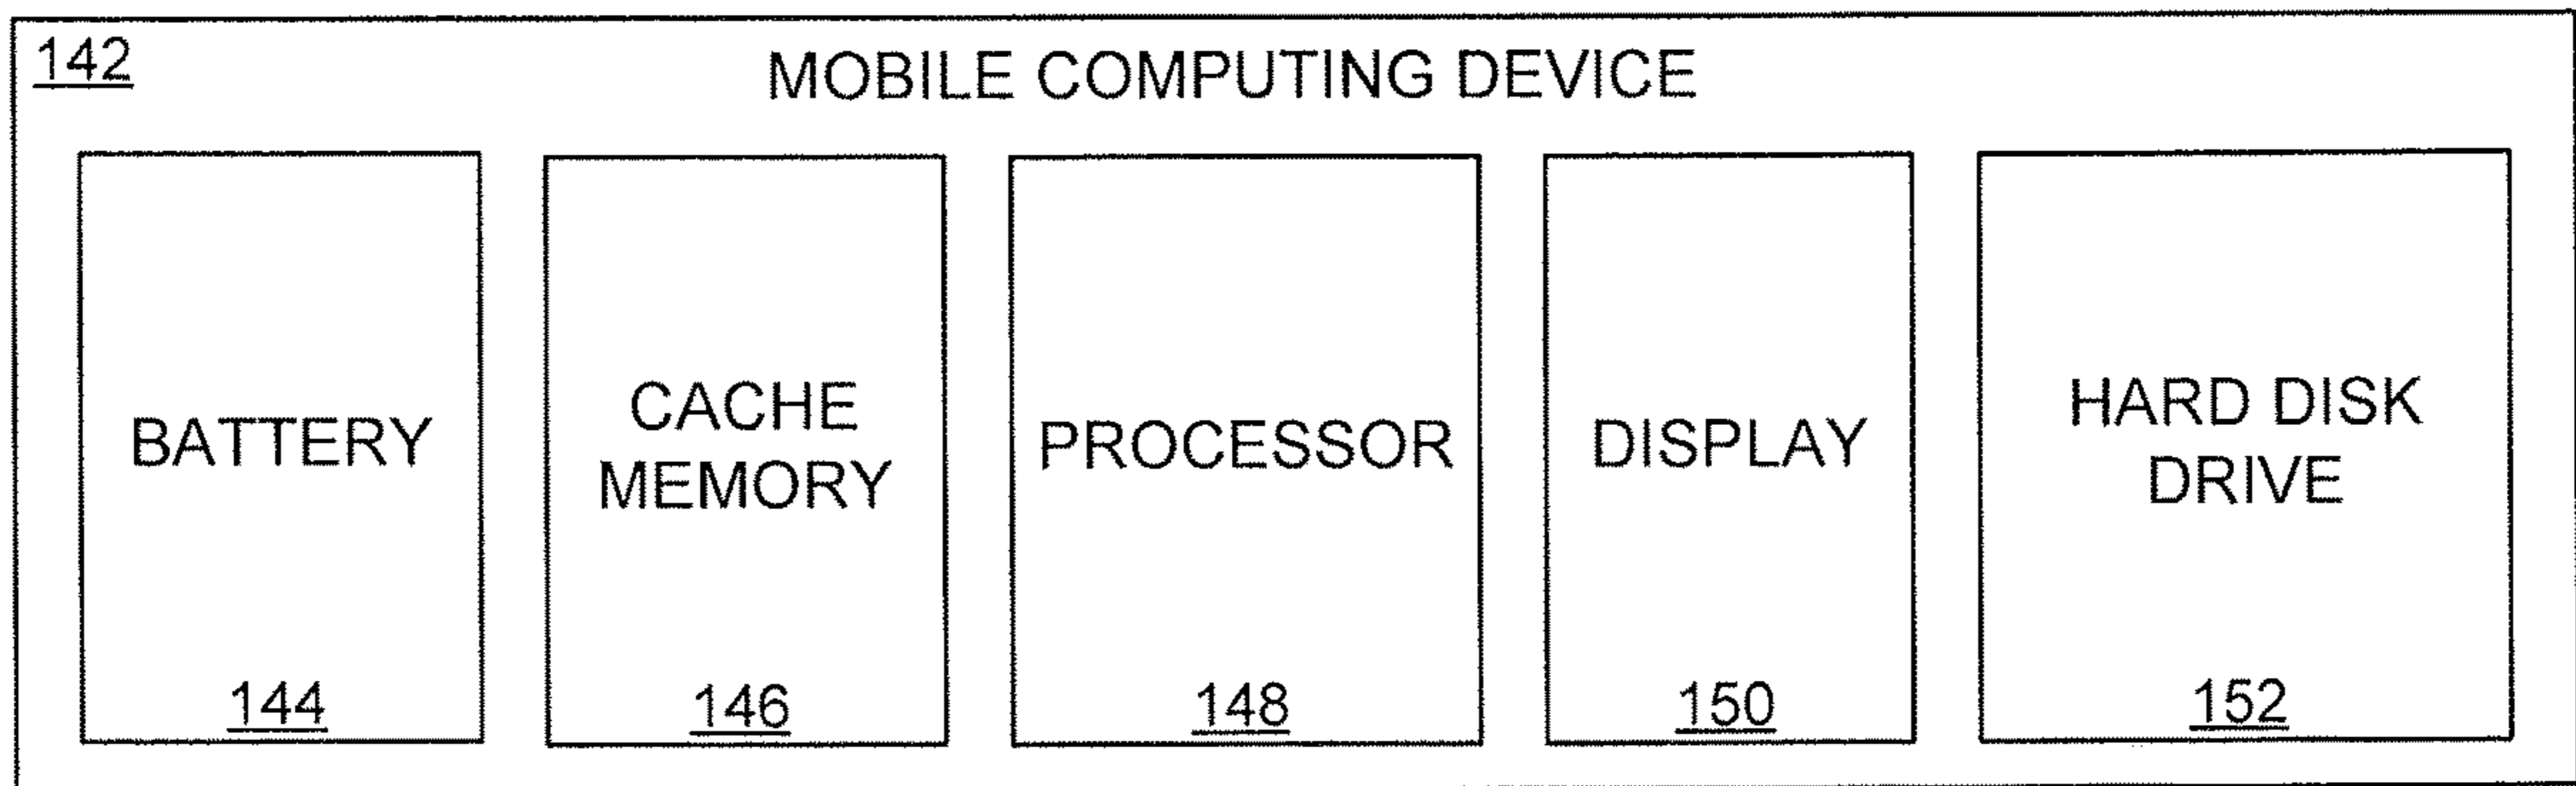 142
MOBILE COMPUTING DEVICE
BATTERY
144
CACHE
MEMORY
146
PROCESSOR
148
DISPLAY
150
HARD DISK
DRIVE
152